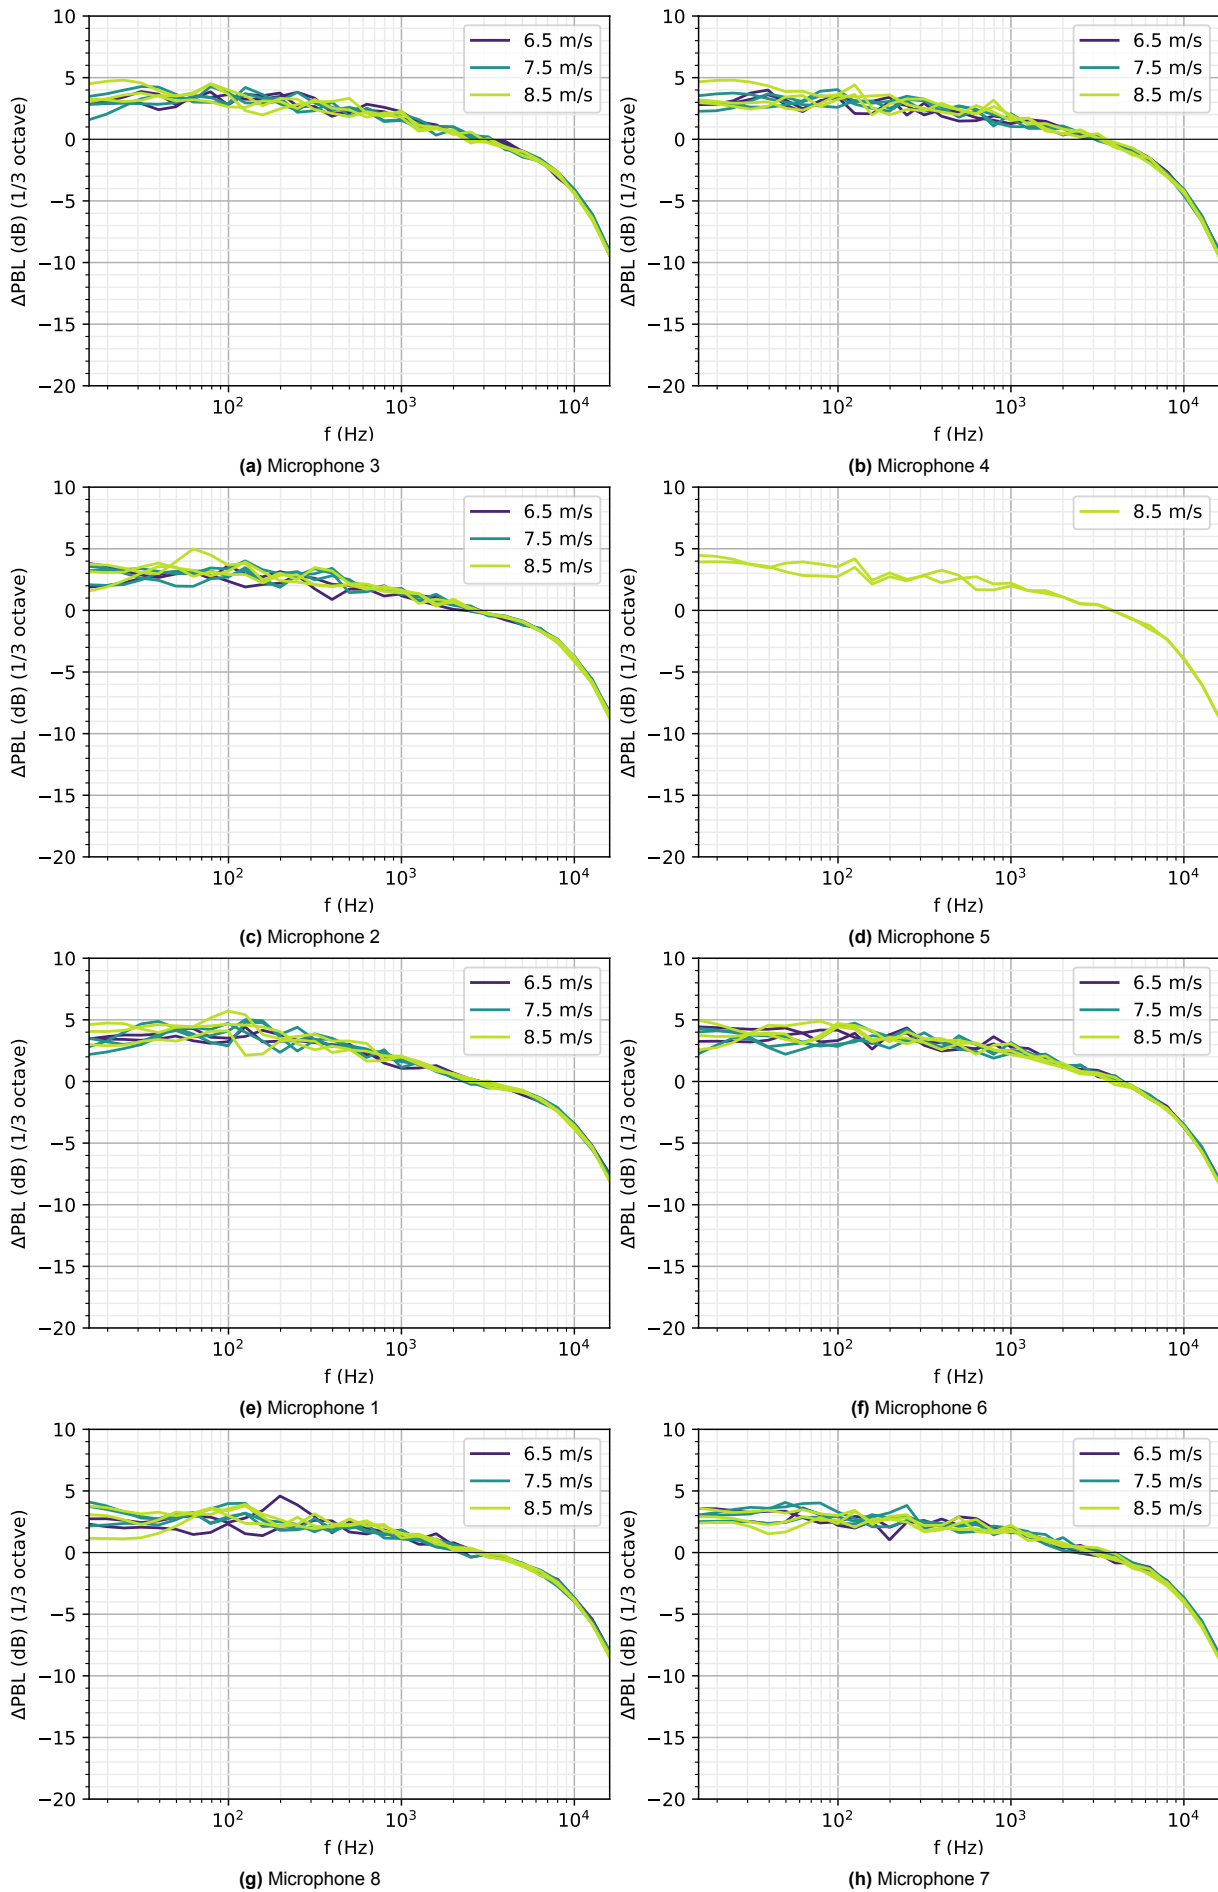 10
5
0
−5
−10
−15
−20
ΔPBL (dB) (1/3 octave)
6.5 m/s
7.5 m/s
8.5 m/s
10² 10³ 10⁴
f (Hz)
(a) Microphone 3
10
5
0
−5
−10
−15
−20
ΔPBL (dB) (1/3 octave)
6.5 m/s
7.5 m/s
8.5 m/s
10² 10³ 10⁴
f (Hz)
(b) Microphone 4
10
5
0
−5
−10
−15
−20
ΔPBL (dB) (1/3 octave)
6.5 m/s
7.5 m/s
8.5 m/s
10² 10³ 10⁴
f (Hz)
(c) Microphone 2
10
5
0
−5
−10
−15
−20
ΔPBL (dB) (1/3 octave)
8.5 m/s
10² 10³ 10⁴
f (Hz)
(d) Microphone 5
10
5
0
−5
−10
−15
−20
ΔPBL (dB) (1/3 octave)
6.5 m/s
7.5 m/s
8.5 m/s
10² 10³ 10⁴
f (Hz)
(e) Microphone 1
10
5
0
−5
−10
−15
−20
ΔPBL (dB) (1/3 octave)
6.5 m/s
7.5 m/s
8.5 m/s
10² 10³ 10⁴
f (Hz)
(f) Microphone 6
10
5
0
−5
−10
−15
−20
ΔPBL (dB) (1/3 octave)
6.5 m/s
7.5 m/s
8.5 m/s
10² 10³ 10⁴
f (Hz)
(g) Microphone 8
10
5
0
−5
−10
−15
−20
ΔPBL (dB) (1/3 octave)
6.5 m/s
7.5 m/s
8.5 m/s
10² 10³ 10⁴
f (Hz)
(h) Microphone 7